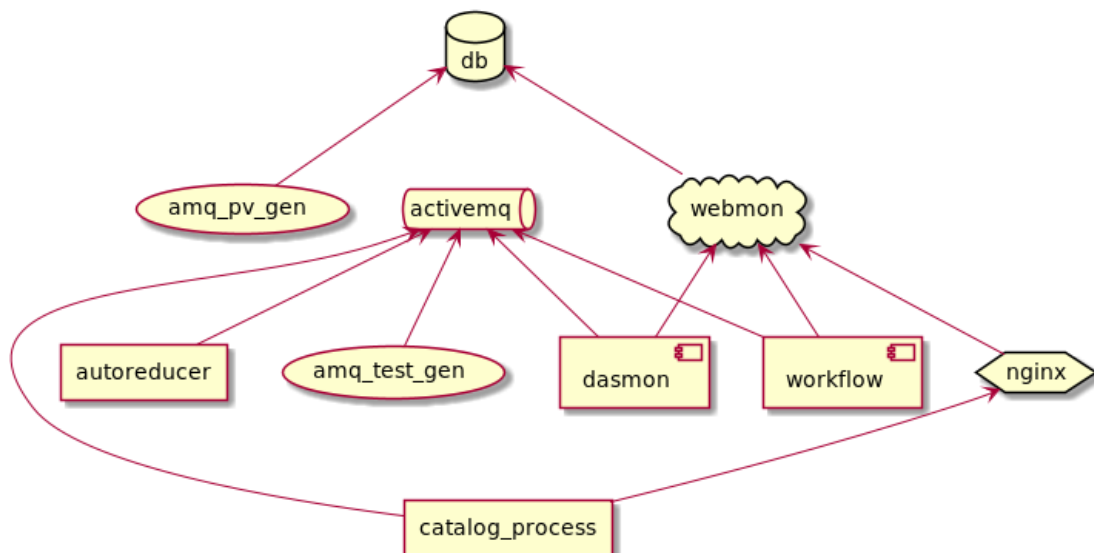 db
amq_pv_gen
activemq
webmon
autoreducer
amq_test_gen
dasmon
workflow
nginx
catalog_process